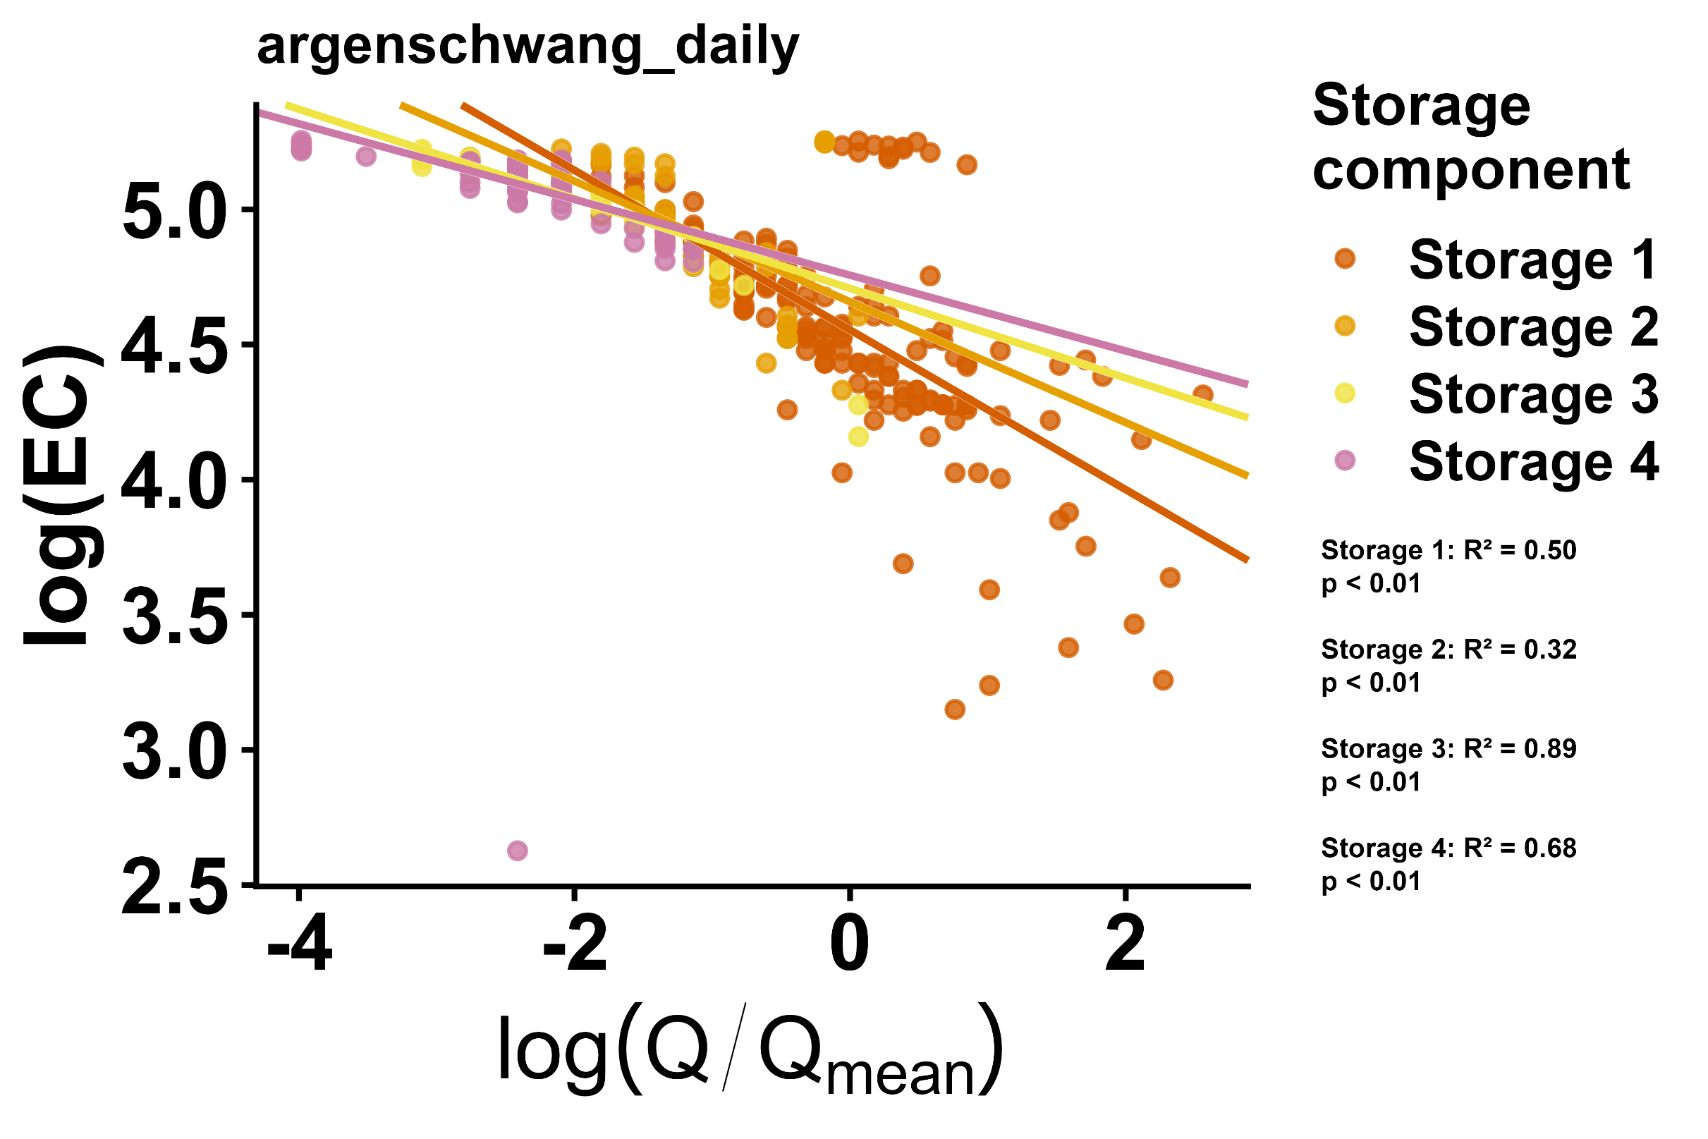 argenschwang_daily
log(EC)
5.0
4.5
4.0
3.5
3.0
2.5
-4 -2 0 2
log(Q/Qmean)
Storage
component
Storage 1
Storage 2
Storage 3
Storage 4
Storage 1: R² = 0.50
p < 0.01
Storage 2: R² = 0.32
p < 0.01
Storage 3: R² = 0.89
p < 0.01
Storage 4: R² = 0.68
p < 0.01